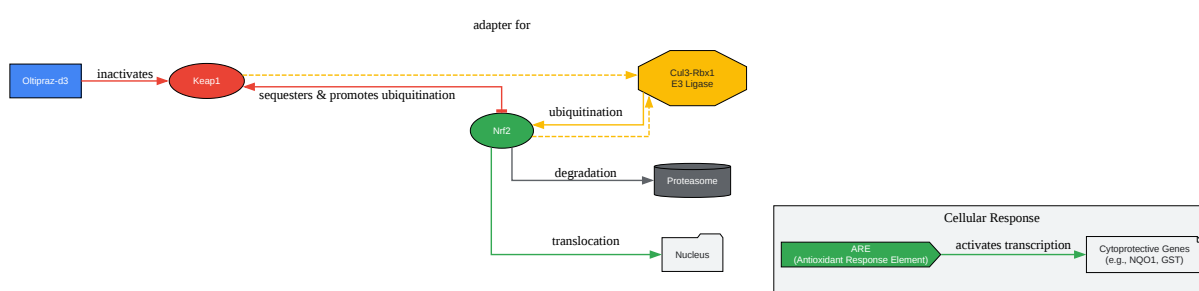 adapter for
Oltipraz-d3
inactivates
Keap1
Cul3-Rbx1
E3 Ligase
sequesters & promotes ubiquitination
ubiquitination
Nrf2
degradation
Proteasome
translocation
Nucleus
Cellular Response
ARE
(Antioxidant Response Element)
activates transcription
Cytoprotective Genes
(e.g., NQO1, GST)